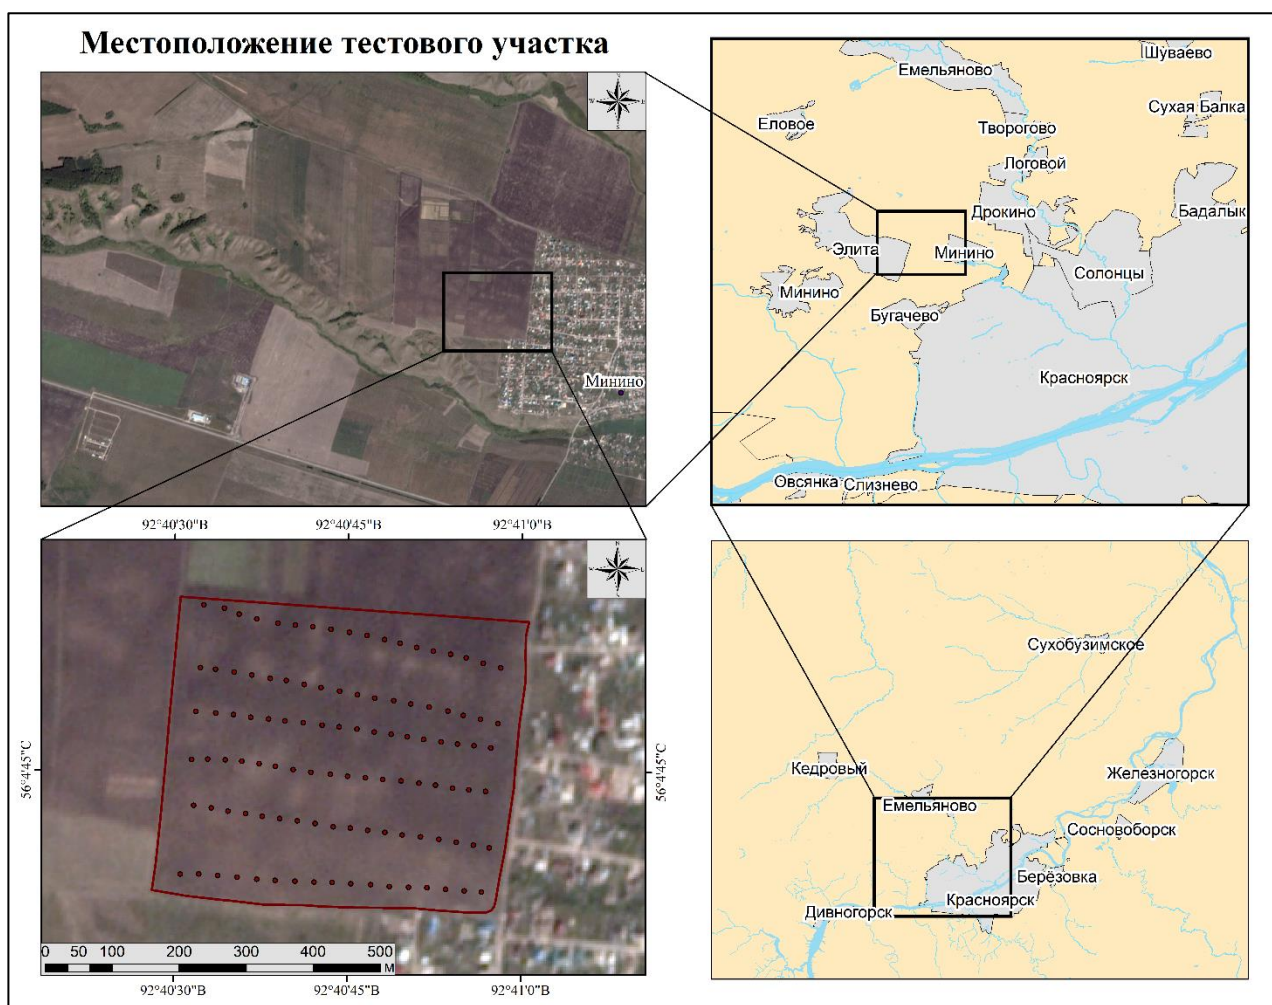 Местоположение тестового участка
Минино
92°40'30"В
92°40'45"В
92°41'0"В
Емельяново
Шуваево
Еловое
Сухая Балка
Творогово
Логовой
Дрокино
Бадалык
Элита
Минино
Солонцы
Минино
Бугачево
Красноярск
Овсянка
Слизнево
56°4'45"С
56°4'45"С
0 50 100 200 300 400 500
М
92°40'30"В
92°40'45"В
92°41'0"В
Сухобузимское
Кедровый
Железногорск
Емельяново
Сосновоборск
Берёзовка
Красноярск
Дивногорск